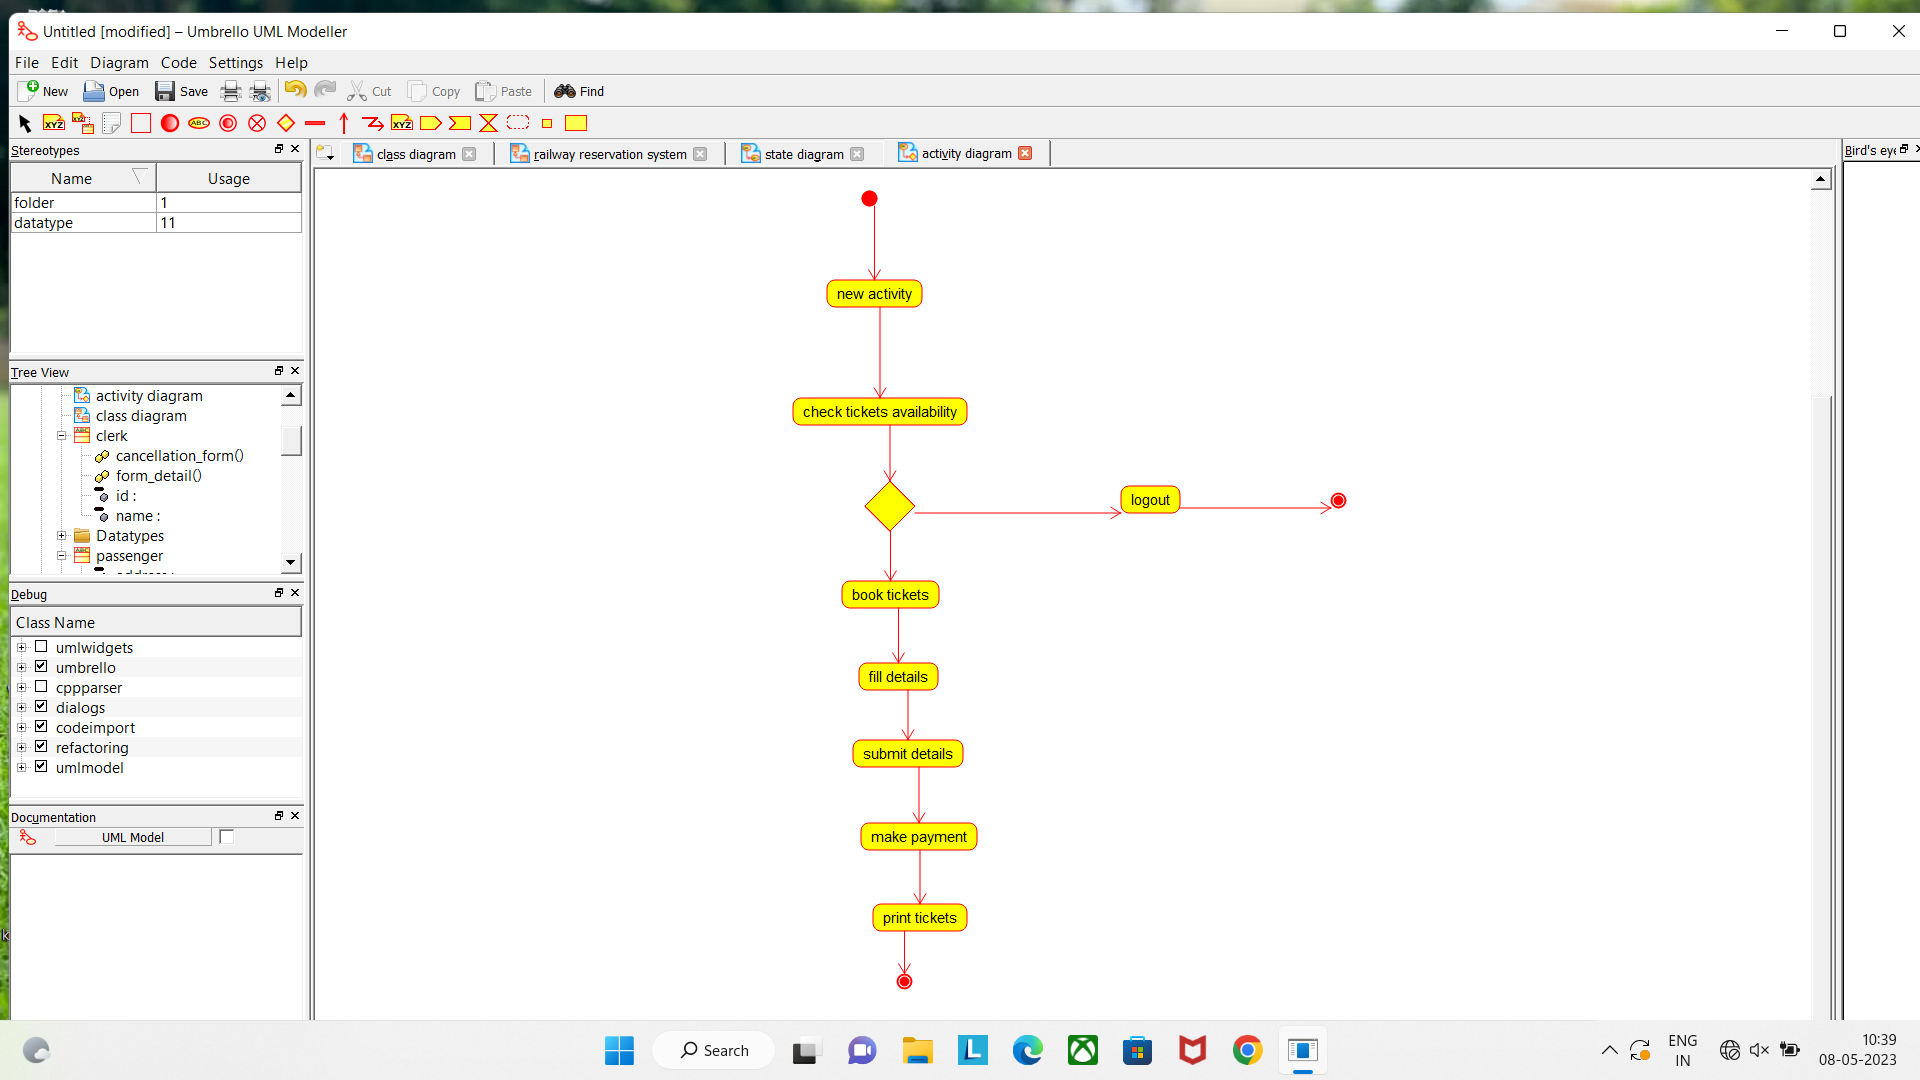 Untitled [modified] – Umbrello UML Modeller
File Edit Diagram Code Settings Help
New Open Save Cut Copy Paste Find
XYZ ABC XYZ
Stereotypes
Name Usage
folder 1
datatype 11
Tree View
activity diagram
class diagram
clerk
cancellation_form()
form_detail()
id :
name :
Datatypes
passenger
Debug
Class Name
umlwidgets
umbrello
cppparser
dialogs
codeimport
refactoring
umlmodel
Documentation
UML Model
class diagram railway reservation system state diagram activity diagram
Bird's eye
new activity
check tickets availability
logout
book tickets
fill details
submit details
make payment
print tickets
Search
ENG
IN
10:39
08-05-2023